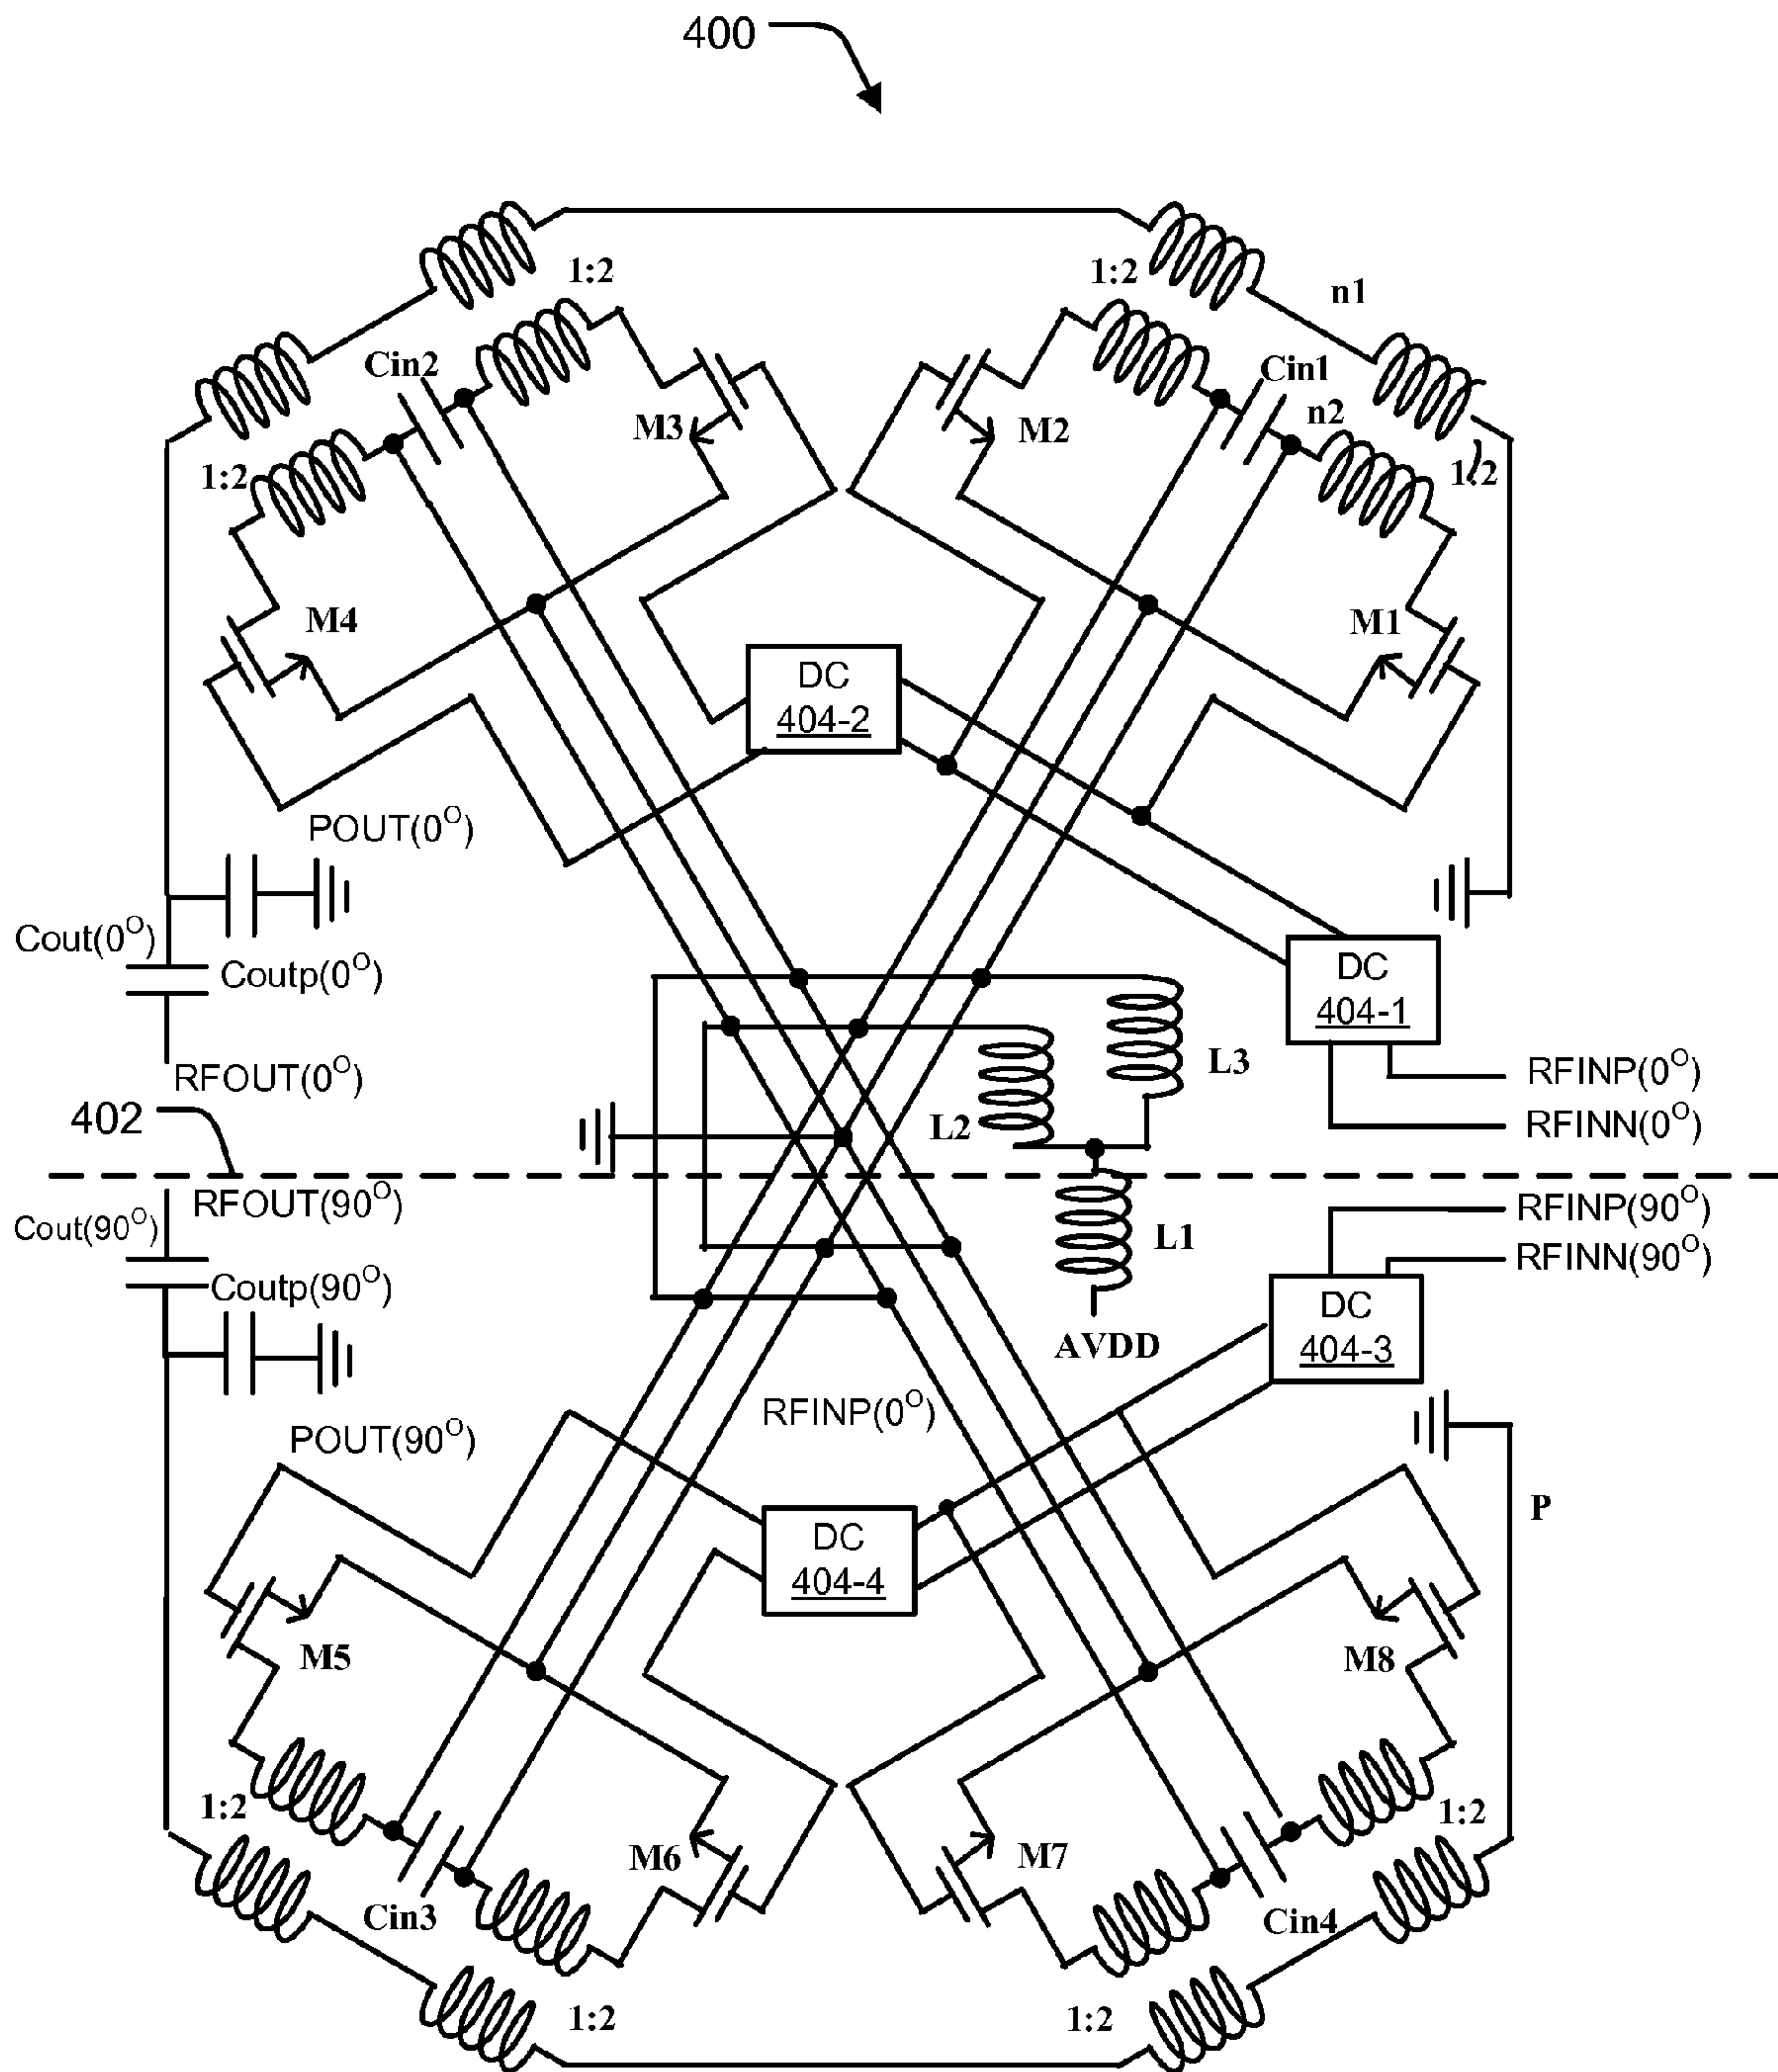 400
1:2
1:2
n1
Cin2
Cin1
n2
M3
M2
1:2
1:2
M4
M1
DC
404-2
POUT(0°)
Cout(0°)
Coutp(0°)
DC
404-1
L3
RFOUT(0°)
RFINP(0°)
402
L2
RFINN(0°)
RFOUT(90°)
RFINP(90°)
Cout(90°)
L1
RFINN(90°)
Coutp(90°)
DC
404-3
AVDD
RFINP(0°)
POUT(90°)
P
DC
404-4
M5
M8
1:2
1:2
M6
M7
Cin3
Cin4
1:2
1:2